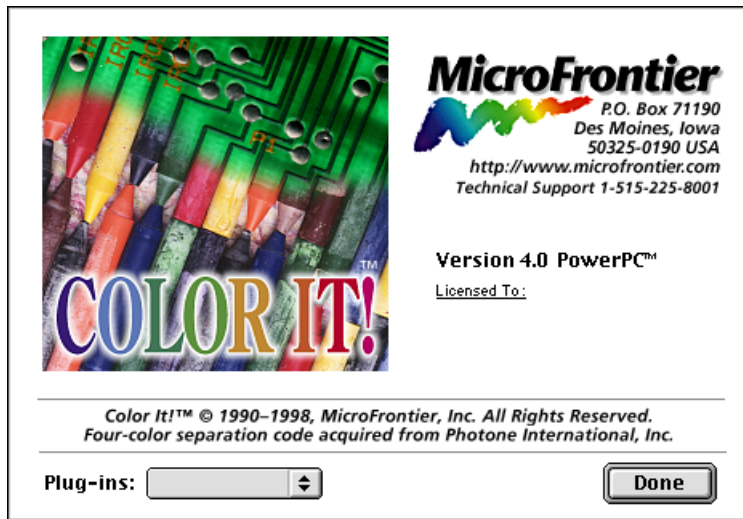 COLOR IT!™
MicroFrontier
P.O. Box 71190
Des Moines, Iowa
50325-0190 USA
http://www.microfrontier.com
Technical Support 1-515-225-8001
Version 4.0 PowerPC™
Licensed To:
Color It!™ © 1990–1998, MicroFrontier, Inc. All Rights Reserved.
Four-color separation code acquired from Photone International, Inc.
Plug-ins:
Done